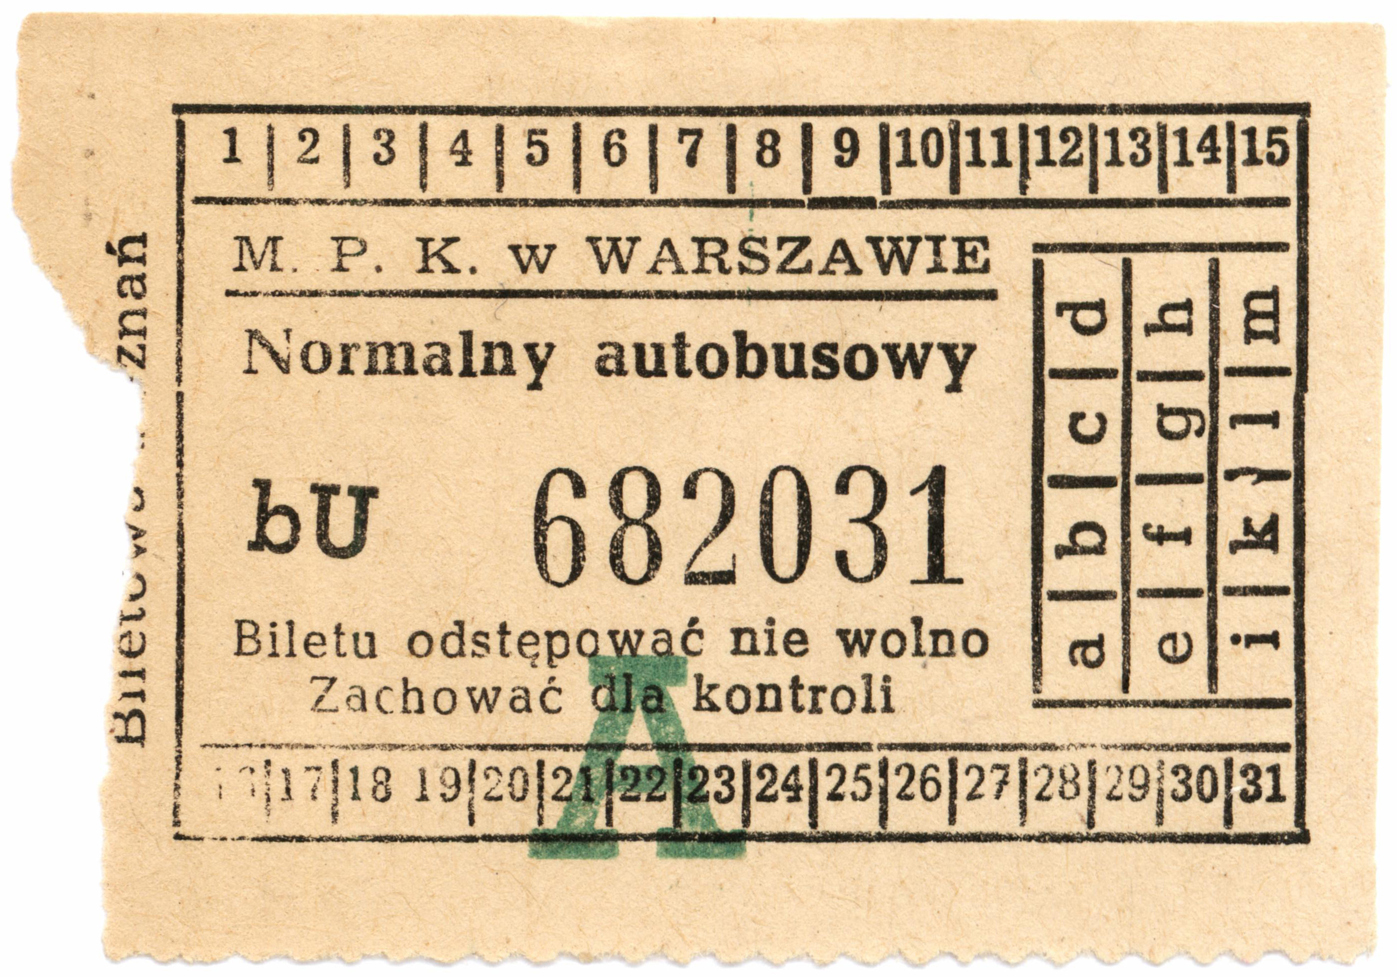 1 | 2 | 3 | 4 | 5 | 6 | 7 | 8 | 9 | 10 | 11 | 12 | 13 | 14 | 15
M. P. K. w WARSZAWIE
Normalny autobusowy
bU 682031
Biletu odstępować nie wolno
Zachować dla kontroli
A
17 | 18 19 | 20 | 21 | 22 | 23 | 24 | 25 | 26 | 27 | 28 | 29 | 30 | 31
a | b | c | d
e | f | g | h
i | k | l | m